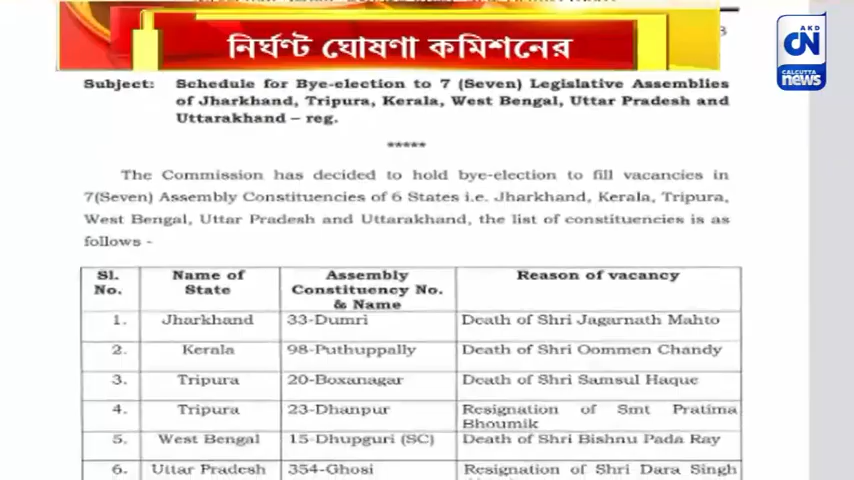 নির্ঘণ্ট ঘোষণা কমিশনের
AKD
CN
CALCUTTA
news
Subject: Schedule for Bye-election to 7 (Seven) Legislative Assemblies
of Jharkhand, Tripura, Kerala, West Bengal, Uttar Pradesh and
Uttarakhand – reg.
*****
The Commission has decided to hold bye-election to fill vacancies in
7(Seven) Assembly Constituencies of 6 States i.e. Jharkhand, Kerala, Tripura,
West Bengal, Uttar Pradesh and Uttarakhand, the list of constituencies is as
follows -
Sl. No. Name of State Assembly Constituency No. & Name Reason of vacancy
1. Jharkhand 33-Dumri Death of Shri Jagarnath Mahto
2. Kerala 98-Puthuppally Death of Shri Oommen Chandy
3. Tripura 20-Boxanagar Death of Shri Samsul Haque
4. Tripura 23-Dhanpur Resignation of Smt Pratima
Bhoumik
5. West Bengal 15-Dhupguri (SC) Death of Shri Bishnu Pada Ray
6. Uttar Pradesh 354-Ghosi Resignation of Shri Dara Singh